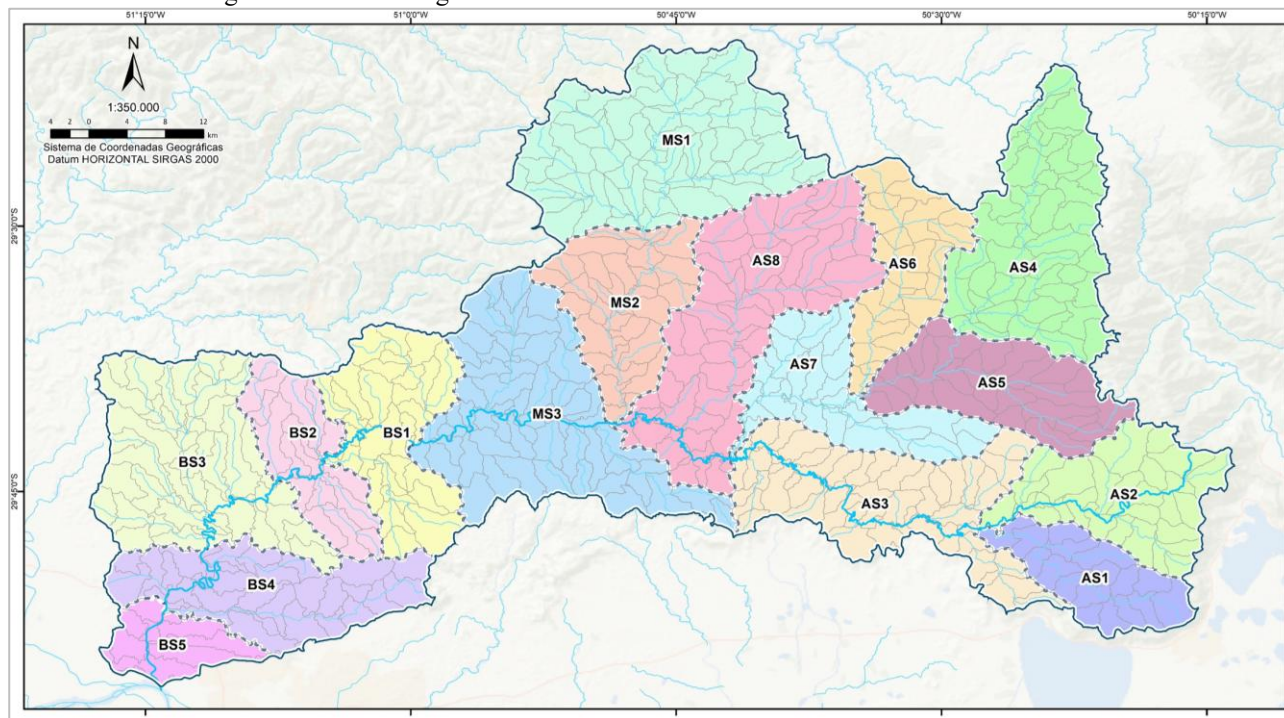 51°15'0"W
51°0'0"W
50°45'0"W
50°30'0"W
50°15'0"W
N
1:350.000
4 2 0 4 8 12
km
Sistema de Coordenadas Geográficas
Datum HORIZONTAL SIRGAS 2000
29°30'0"S
29°45'0"S
MS1
AS8
AS6
AS4
MS2
AS7
AS5
MS3
BS1
BS2
BS3
AS2
AS3
AS1
BS4
BS5